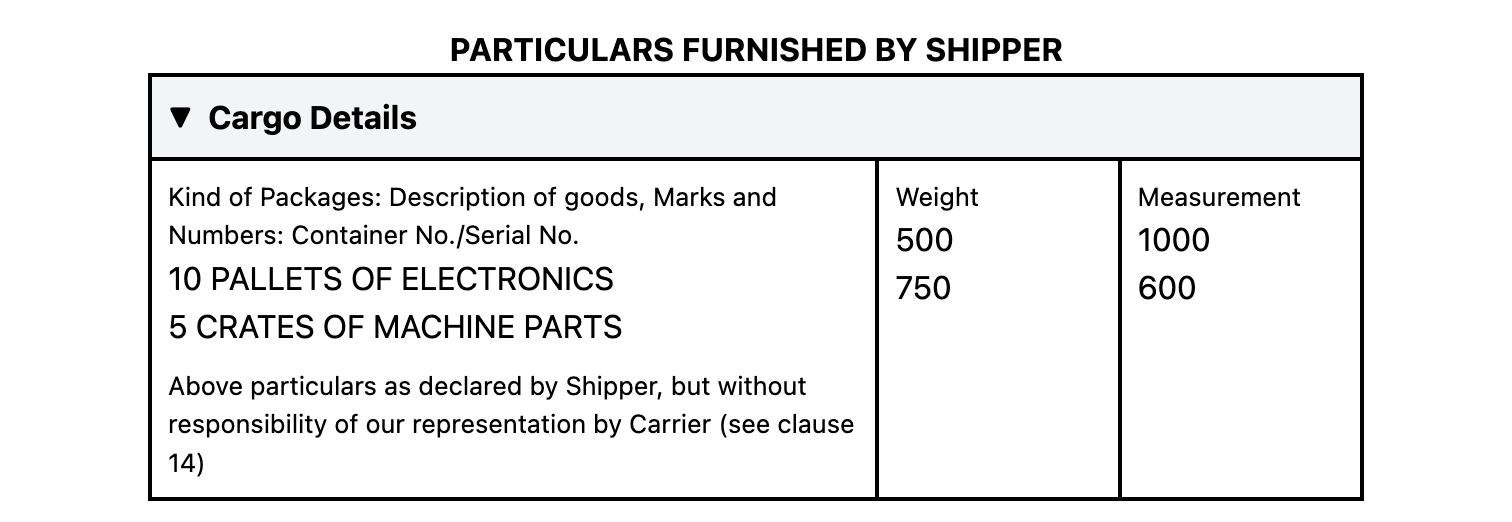 PARTICULARS FURNISHED BY SHIPPER
▼ Cargo Details
Kind of Packages: Description of goods, Marks and
Numbers: Container No./Serial No.
10 PALLETS OF ELECTRONICS
5 CRATES OF MACHINE PARTS
Above particulars as declared by Shipper, but without
responsibility of our representation by Carrier (see clause
14)
Weight
500
750
Measurement
1000
600